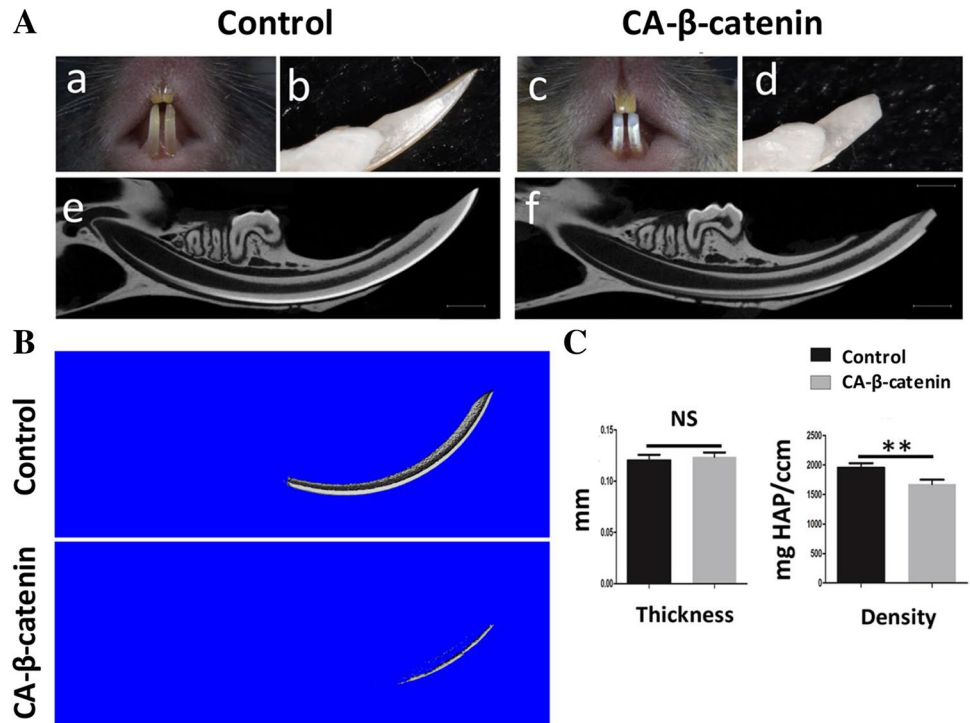 A
Control
CA-β-catenin
a
b
c
d
e
f
B
Control
CA-β-catenin
C
Control
CA-β-catenin
NS
0.15
0.10
0.05
0.00
mm
Thickness
**
2500
2000
1500
1000
500
0
mg HAP/ccm
Density